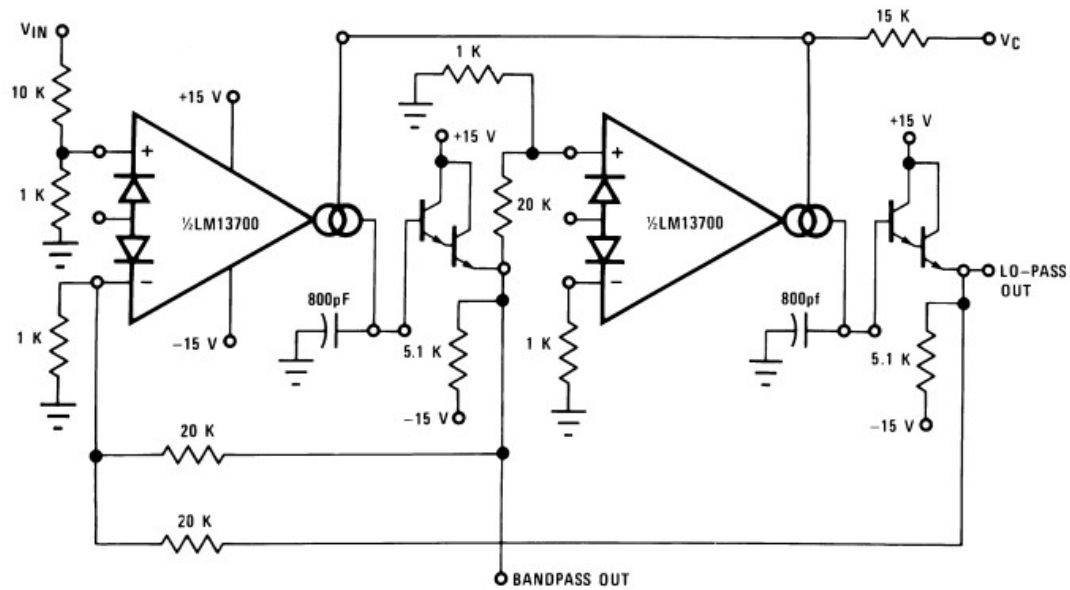 VIN
10 K
1 K
+15 V
½LM13700
+
−
−15 V
1 K
800pF
1 K
+15 V
20 K
5.1 K
−15 V
½LM13700
+
−
1 K
15 K
VC
+15 V
800pf
LO-PASS
OUT
5.1 K
−15 V
20 K
20 K
BANDPASS OUT